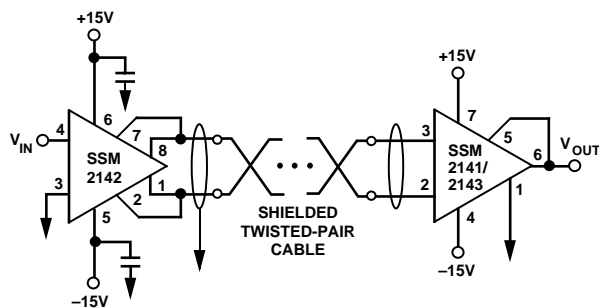 +15V
6
7
V_IN
4
8
SSM
2142
3
1
2
5
–15V
SHIELDED
TWISTED-PAIR
CABLE
+15V
7
3
5
V_OUT
SSM
2141/
2143
6
2
1
4
–15V